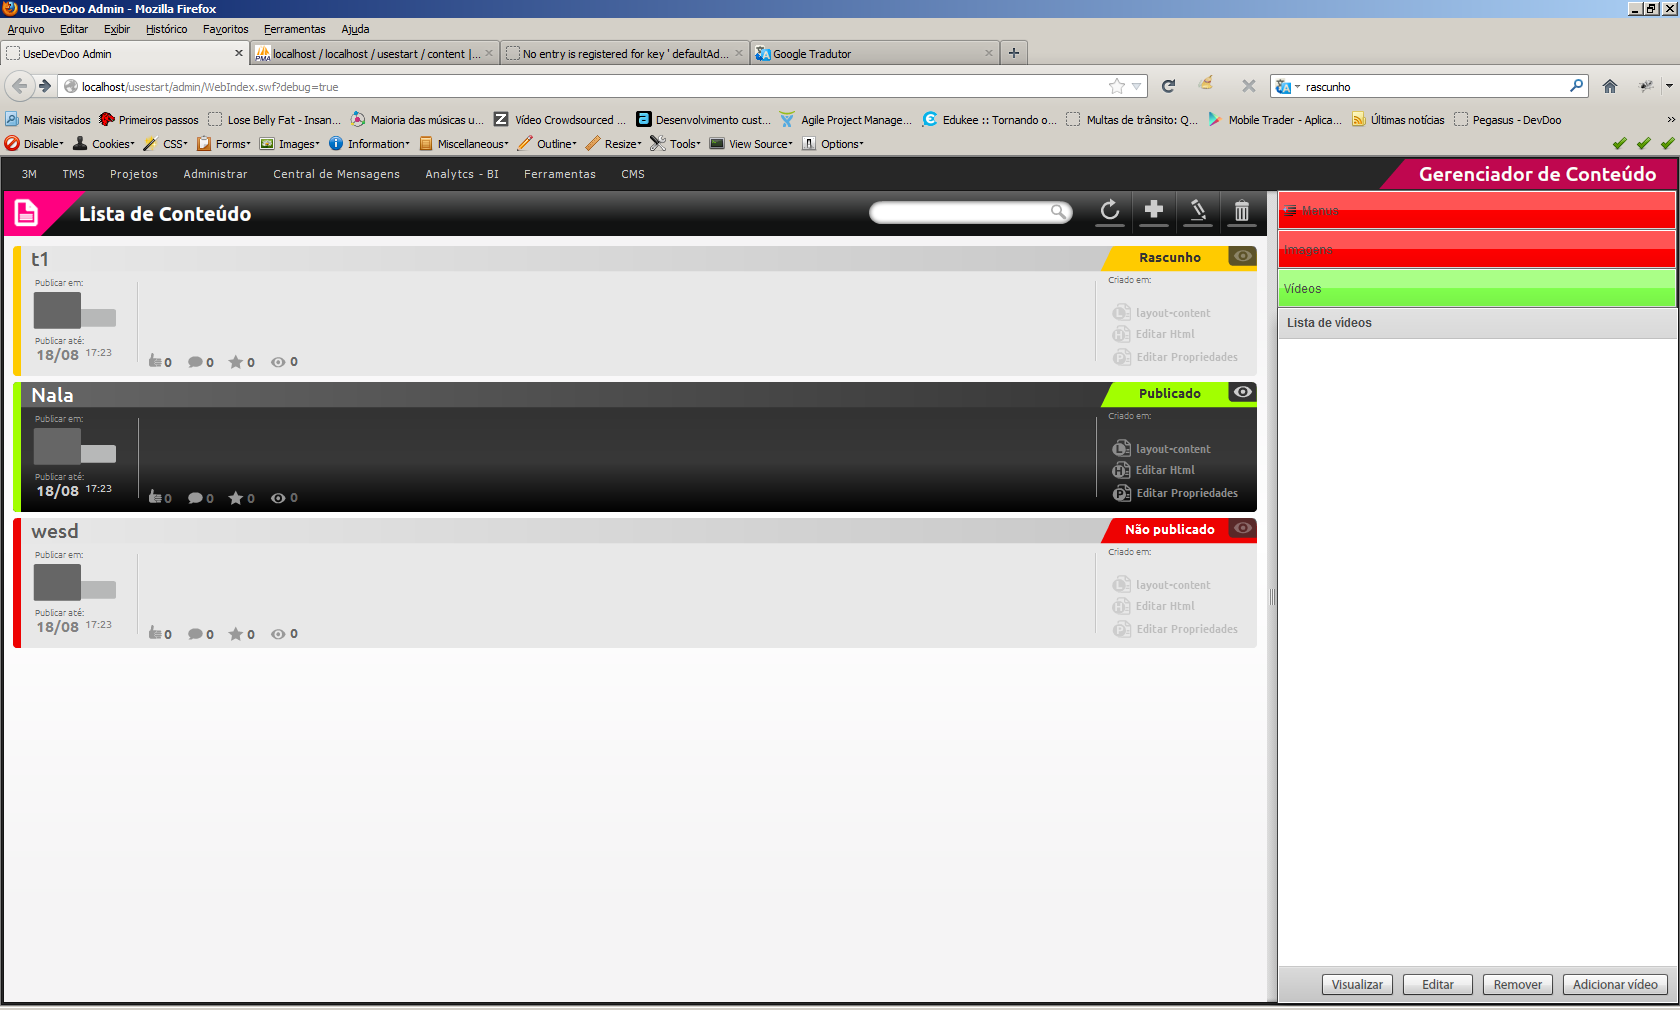 UseDevDoo Admin - Mozilla Firefox
Arquivo Editar Exibir Histórico Favoritos Ferramentas Ajuda
UseDevDoo Admin
localhost / localhost / usestart / content |...
No entry is registered for key ' defaultAd...
Google Tradutor
localhost/usestart/admin/WebIndex.swf?debug=true
rascunho
Mais visitados Primeiros passos Lose Belly Fat - Insan... Maioria das músicas u... Vídeo Crowdsourced ... Desenvolvimento cust... Agile Project Manage... Edukee :: Tornando o... Multas de trânsito: Q... Mobile Trader - Aplica... Últimas notícias Pegasus - DevDoo
Disable Cookies CSS Forms Images Information Miscellaneous Outline Resize Tools View Source Options
3M TMS Projetos Administrar Central de Mensagens Analytcs - BI Ferramentas CMS
Gerenciador de Conteúdo
Lista de Conteúdo
t1
Rascunho
Publicar em:
Criado em:
layout-content
Editar Html
Publicar até:
18/08 17:23
Editar Propriedades
0 0 0 0
Nala
Publicado
Publicar em:
Criado em:
layout-content
Editar Html
Publicar até:
18/08 17:23
Editar Propriedades
0 0 0 0
wesd
Não publicado
Publicar em:
Criado em:
layout-content
Editar Html
Publicar até:
18/08 17:23
Editar Propriedades
0 0 0 0
Menus
Imagens
Vídeos
Lista de videos
Visualizar Editar Remover Adicionar vídeo